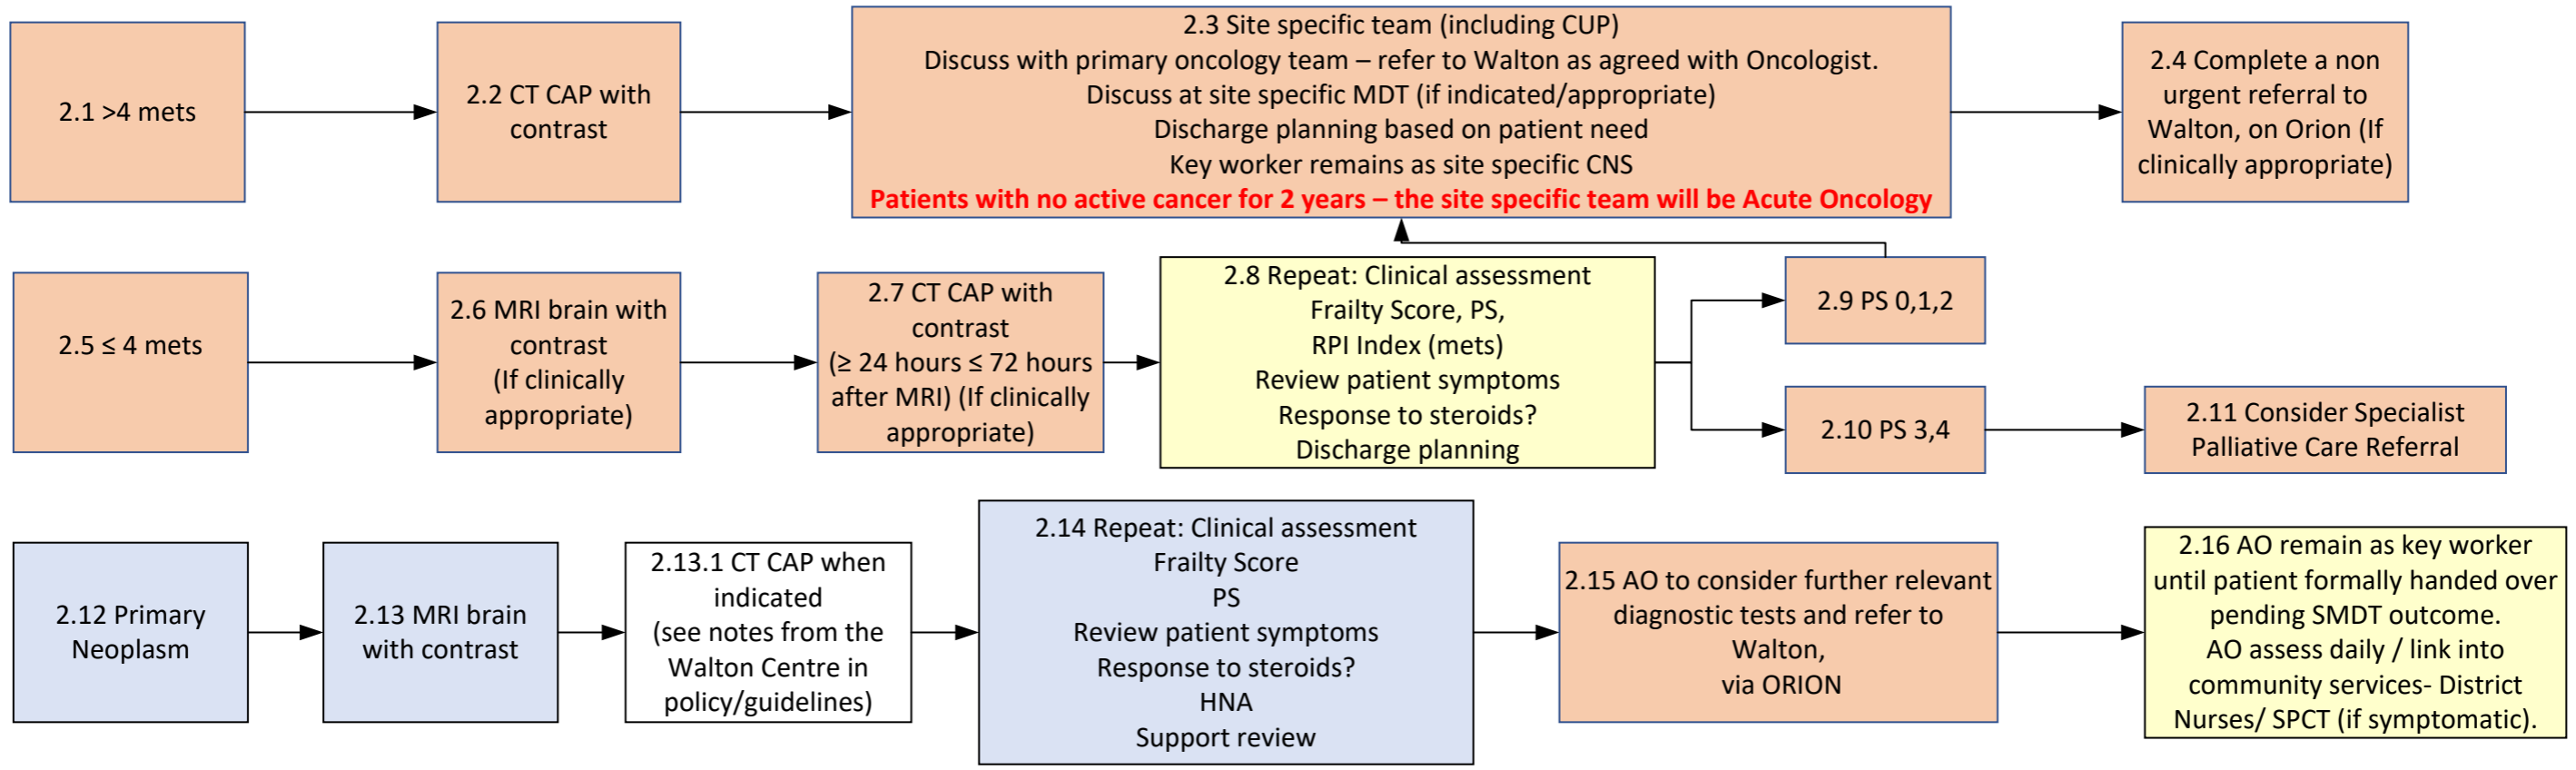 2.1 >4 mets
2.2 CT CAP with
contrast
2.3 Site specific team (including CUP)
Discuss with primary oncology team – refer to Walton as agreed with Oncologist.
Discuss at site specific MDT (if indicated/appropriate)
Discharge planning based on patient need
Key worker remains as site specific CNS
Patients with no active cancer for 2 years – the site specific team will be Acute Oncology
2.4 Complete a non
urgent referral to
Walton, on Orion (If
clinically appropriate)
2.5 ≤ 4 mets
2.6 MRI brain with
contrast
(If clinically
appropriate)
2.7 CT CAP with
contrast
(≥ 24 hours ≤ 72 hours
after MRI) (If clinically
appropriate)
2.8 Repeat: Clinical assessment
Frailty Score, PS,
RPI Index (mets)
Review patient symptoms
Response to steroids?
Discharge planning
2.9 PS 0,1,2
2.10 PS 3,4
2.11 Consider Specialist
Palliative Care Referral
2.12 Primary
Neoplasm
2.13 MRI brain
with contrast
2.13.1 CT CAP when
indicated
(see notes from the
Walton Centre in
policy/guidelines)
2.14 Repeat: Clinical assessment
Frailty Score
PS
Review patient symptoms
Response to steroids?
HNA
Support review
2.15 AO to consider further relevant
diagnostic tests and refer to
Walton,
via ORION
2.16 AO remain as key worker
until patient formally handed over
pending SMDT outcome.
AO assess daily / link into
community services- District
Nurses/ SPCT (if symptomatic).